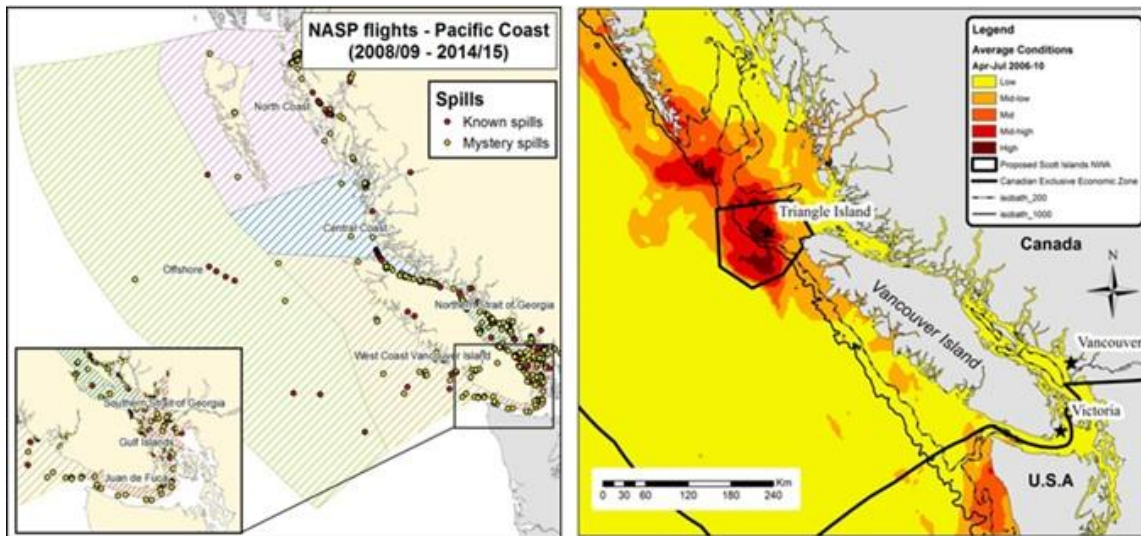 NASP flights - Pacific Coast
(2008/09 - 2014/15)
Spills
Known spills
Mystery spills
North Coast
Central Coast
Offshore
Northern Strait of Georgia
West Coast Vancouver Island
Southern Strait of Georgia
Gulf Islands
Juan de Fuca
Legend
Average Conditions
Apr-Jul 2006-10
Low
Mid-low
Mid
Mid-high
High
Proposed Scott Islands NWA
Canadian Exclusive Economic Zone
isobath_200
isobath_1000
Triangle Island
Canada
N
Vancouver Island
Vancouver
Victoria
U.S.A
Km
0 30 60 120 180 240